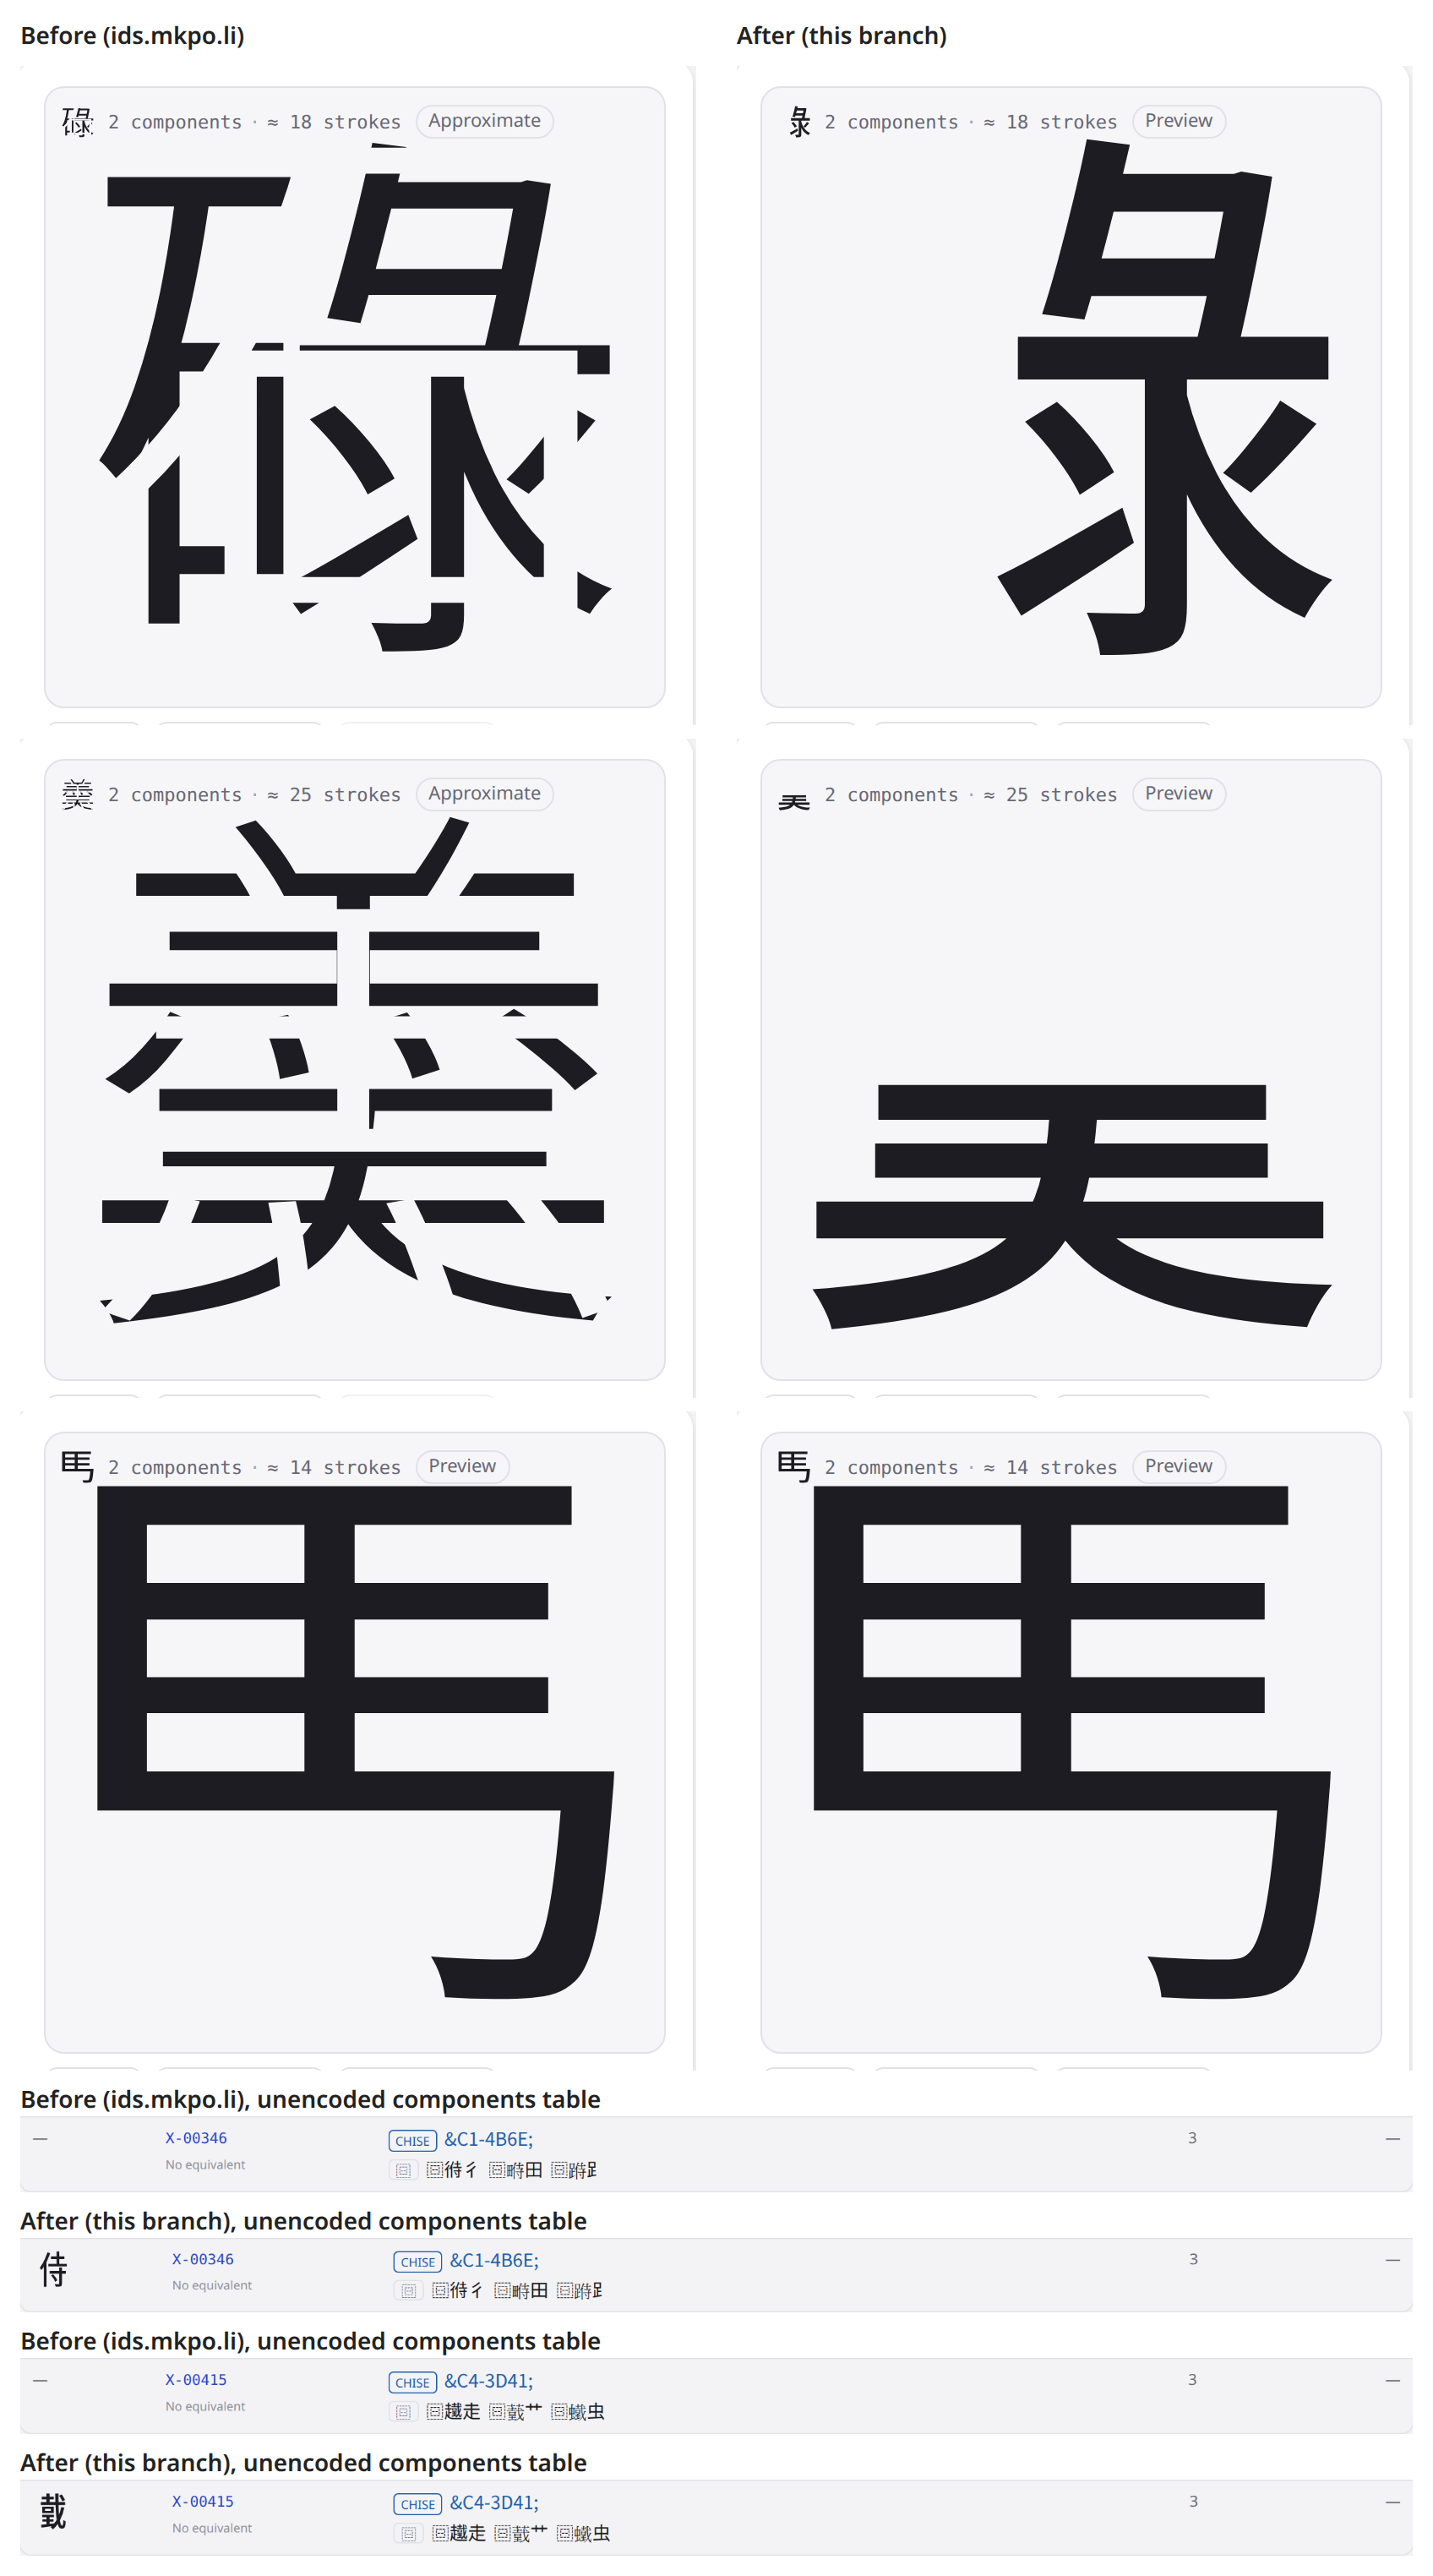 Before (ids.mkpo.li)
After (this branch)
2 components · ≈ 18 strokes Approximate
2 components · ≈ 18 strokes Preview
2 components · ≈ 25 strokes Approximate
2 components · ≈ 25 strokes Preview
2 components · ≈ 14 strokes Preview
2 components · ≈ 14 strokes Preview
Before (ids.mkpo.li), unencoded components table
— X-00346 CHISE &C1-4B6E; 3 —
No equivalent
After (this branch), unencoded components table
X-00346 CHISE &C1-4B6E; 3 —
No equivalent
Before (ids.mkpo.li), unencoded components table
— X-00415 CHISE &C4-3D41; 3 —
No equivalent
After (this branch), unencoded components table
X-00415 CHISE &C4-3D41; 3 —
No equivalent